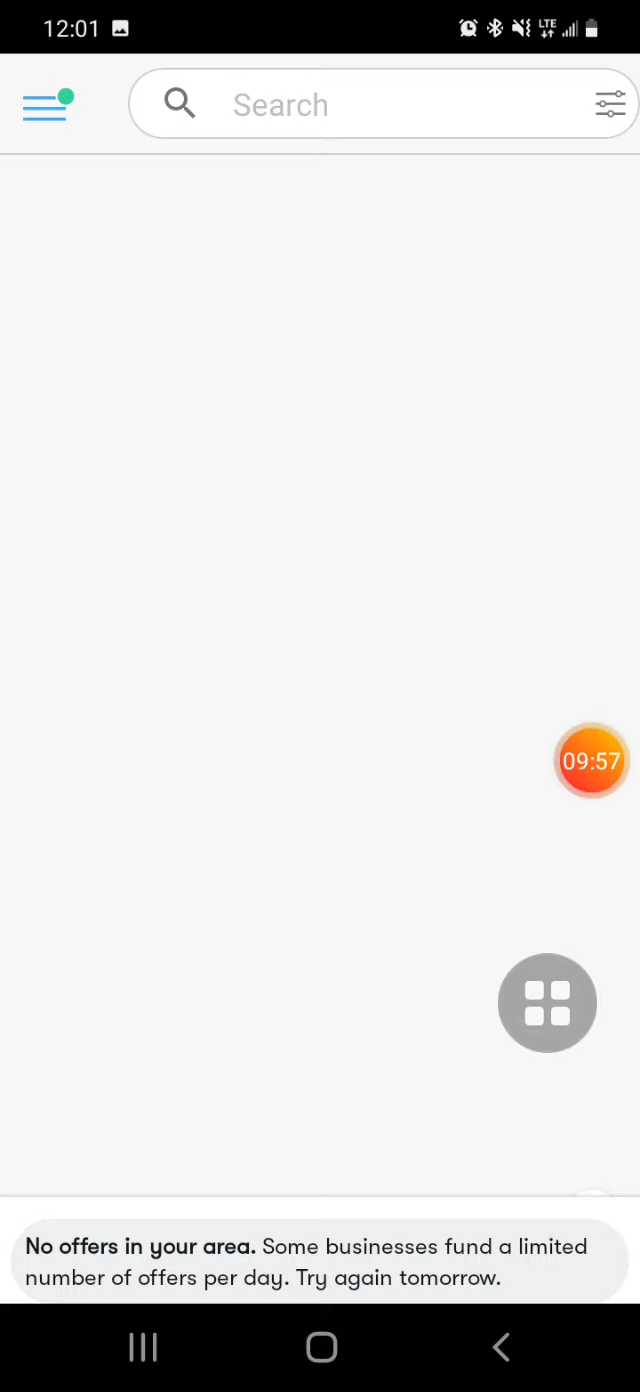 12:01
LTE
Search
09:57
No offers in your area. Some businesses fund a limited
number of offers per day. Try again tomorrow.